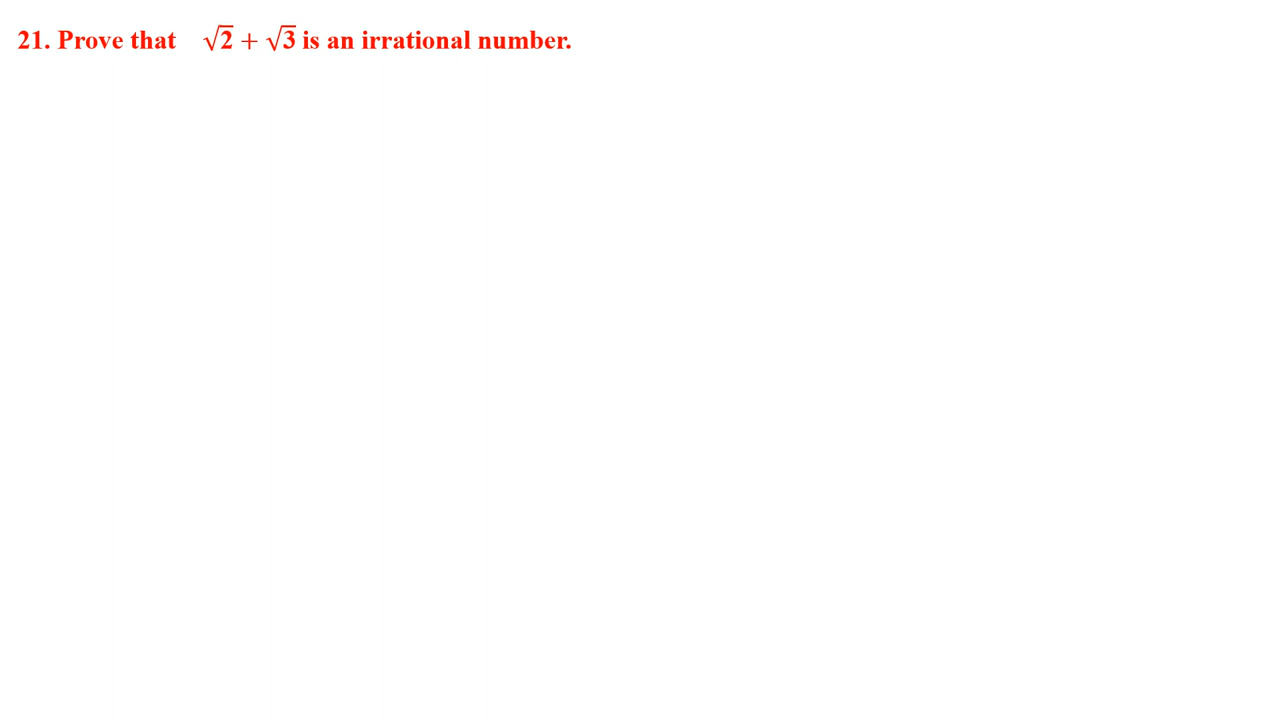 21. Prove that √2 + √3 is an irrational number.